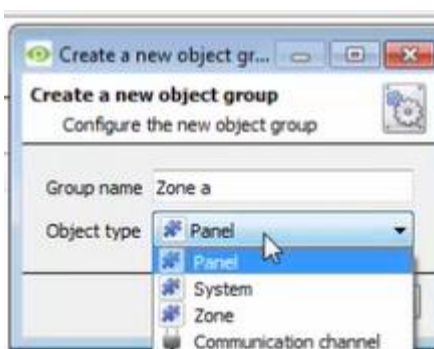 Create a new object gr...
Create a new object group
Configure the new object group
Group name Zone a
Object type Panel
Panel
System
Zone
Communication channel